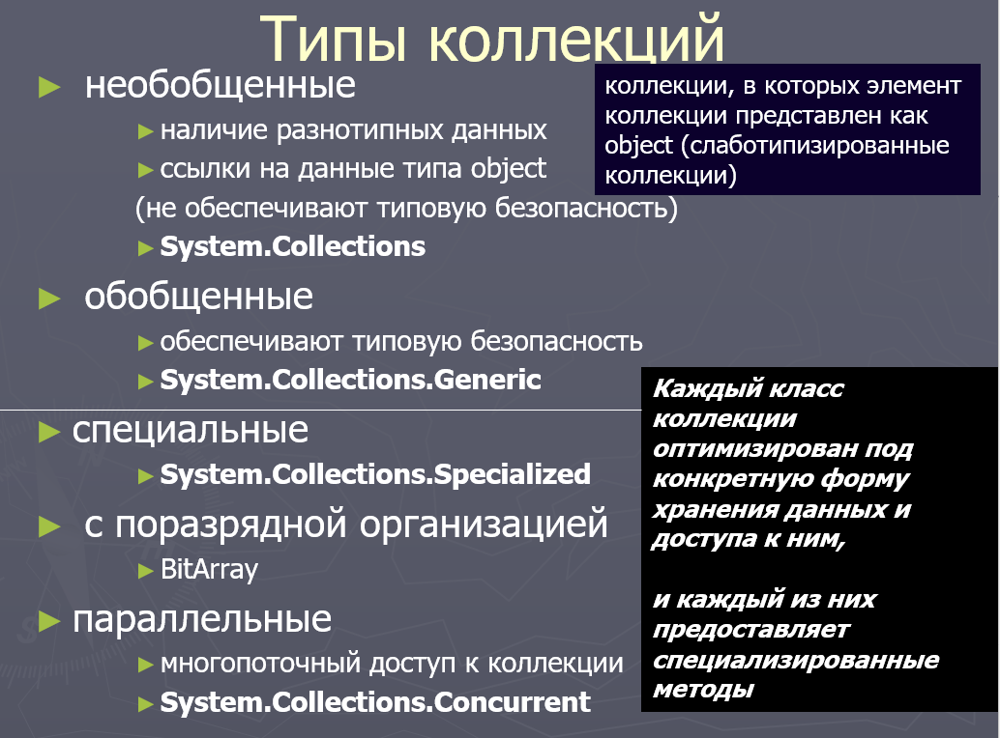 Типы коллекций
► необобщенные
► наличие разнотипных данных
► ссылки на данные типа object
(не обеспечивают типовую безопасность)
► System.Collections
коллекции, в которых элемент
коллекции представлен как
object (слаботипизированные
коллекции)
► обобщенные
► обеспечивают типовую безопасность
► System.Collections.Generic
► специальные
► System.Collections.Specialized
► с поразрядной организацией
► BitArray
► параллельные
► многопоточный доступ к коллекции
► System.Collections.Concurrent
Каждый класс
коллекции
оптимизирован под
конкретную форму
хранения данных и
доступа к ним,
и каждый из них
предоставляет
специализированные
методы